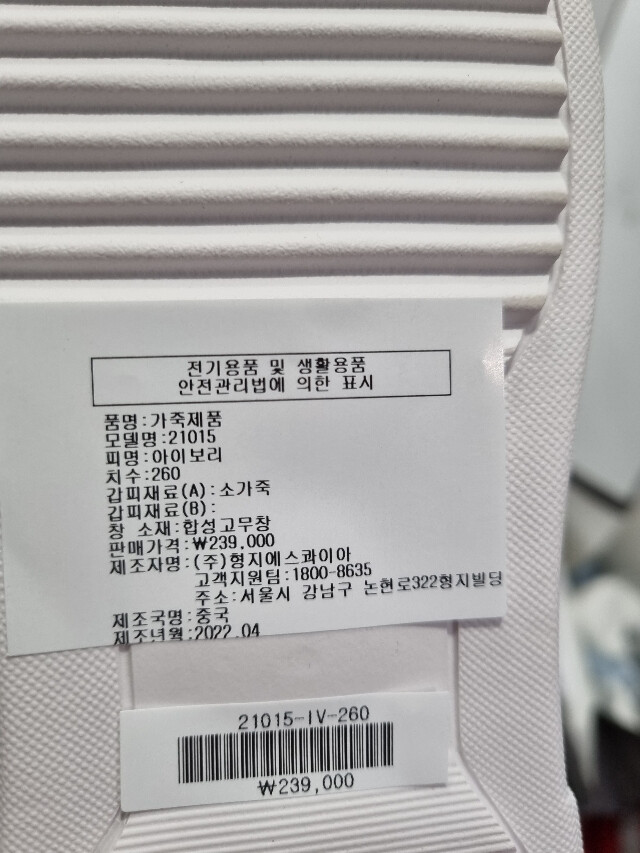 전기용품 및 생활용품
안전관리법에 의한 표시
품명:가죽제품
모델명:21015
피명:아이보리
치수:260
갑피재료(A):소가죽
갑피재료(B):
창 소재:합성고무창
판매가격:₩239,000
제조자명:(주)형지에스콰이아
고객지원팀:1800-8635
주소:서울시 강남구 논현로322형지빌딩
제조국명:중국
제조년월:2022.04
21015-IV-260
₩239,000